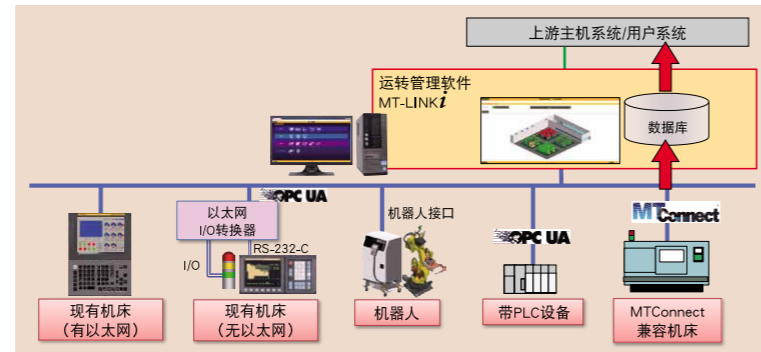 上游主机系统/用户系统
运转管理软件
MT-LINKi
数据库
OPC UA
以太网
I/O转换器
RS-232-C
I/O
机器人接口
OPC UA
MTConnect
现有机床
（有以太网）
现有机床
（无以太网）
机器人
带PLC设备
MTConnect
兼容机床